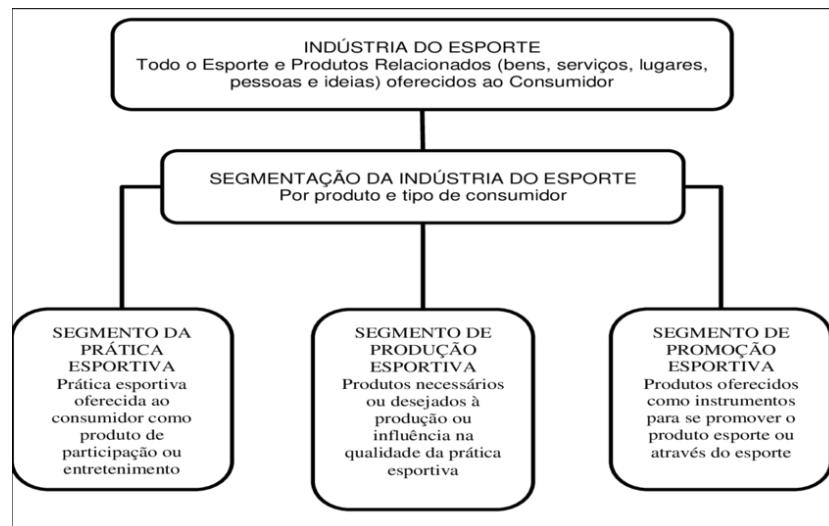 INDÚSTRIA DO ESPORTE
Todo o Esporte e Produtos Relacionados (bens, serviços, lugares,
pessoas e ideias) oferecidos ao Consumidor
SEGMENTAÇÃO DA INDÚSTRIA DO ESPORTE
Por produto e tipo de consumidor
SEGMENTO DA
PRÁTICA
ESPORTIVA
Prática esportiva
oferecida ao
consumidor como
produto de
participação ou
entretenimento
SEGMENTO DE
PRODUÇÃO
ESPORTIVA
Produtos necessários
ou desejados à
produção ou
influência na
qualidade da prática
esportiva
SEGMENTO DE
PROMOÇÃO
ESPORTIVA
Produtos oferecidos
como instrumentos
para se promover o
produto esporte ou
através do esporte